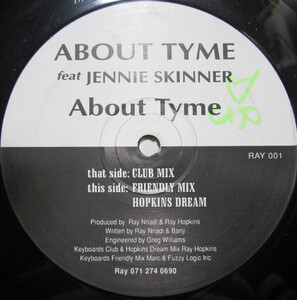 ABOUT TYME
feat JENNIE SKINNER
About Tyme
RAY 001
that side: CLUB MIX
this side: FRIENDLY MIX
HOPKINS DREAM
Produced by Ray Nnadi & Ray Hopkins
Written by Ray Nnadi & Banji
Engineered by Greg Williams
Keyboards Club & Hopkins Dream Mix Ray Hopkins
Keyboards Friendly Mix Marc & Fuzzy Logic Inc
Ray 071 274 0690